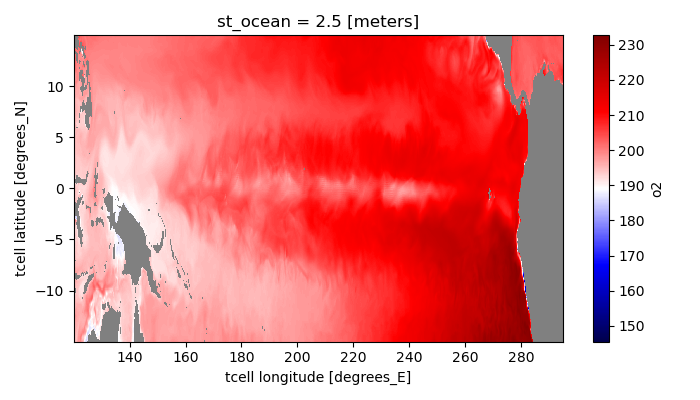 st_ocean = 2.5 [meters]
tcell latitude [degrees_N]
10
5
0
−5
−10
140 160 180 200 220 240 260 280
tcell longitude [degrees_E]
230
220
210
200
190
180
170
160
150
o2